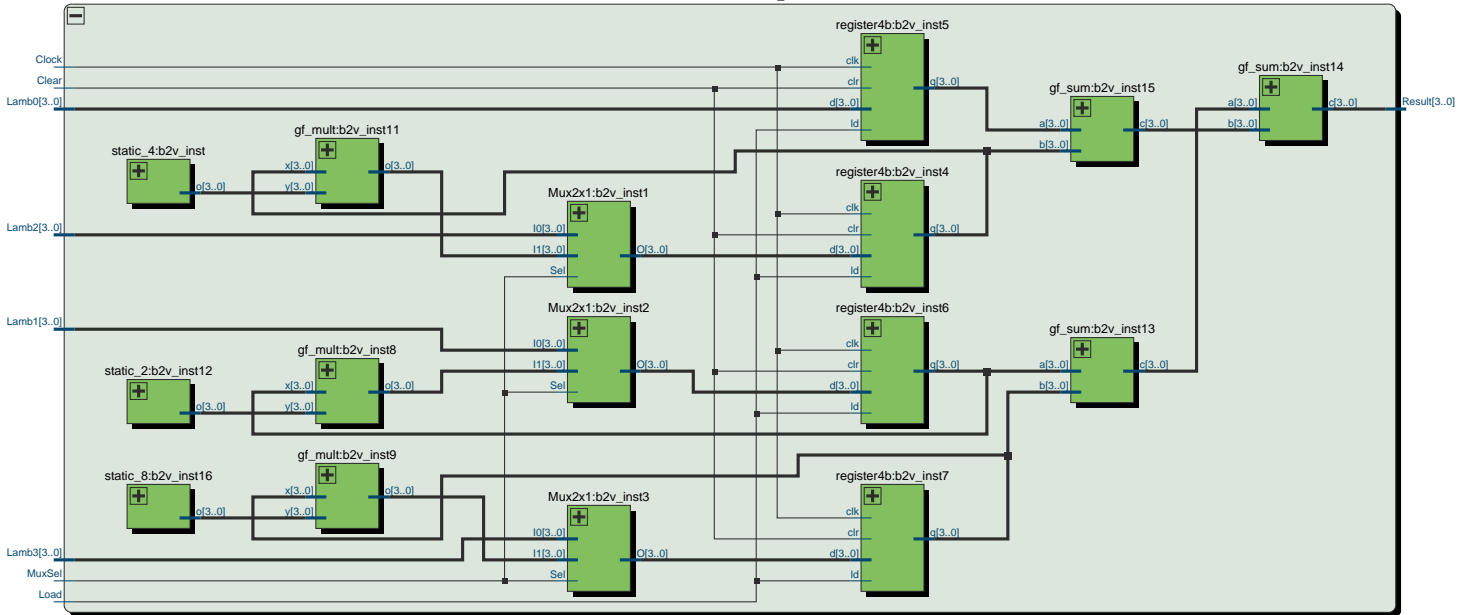 register4b:b2v_inst5
Clock
clk
gf_sum:b2v_inst14
Clear
clr
q[3..0]
gf_sum:b2v_inst15
Lamb0[3..0]
d[3..0]
a[3..0]
c[3..0]
Result[3..0]
ld
a[3..0]
c[3..0]
b[3..0]
gf_mult:b2v_inst11
static_4:b2v_inst
b[3..0]
x[3..0]
o[3..0]
register4b:b2v_inst4
o[3..0]
y[3..0]
Mux2x1:b2v_inst1
clk
Lamb2[3..0]
I0[3..0]
clr
q[3..0]
I1[3..0]
O[3..0]
d[3..0]
Sel
ld
Mux2x1:b2v_inst2
register4b:b2v_inst6
Lamb1[3..0]
gf_sum:b2v_inst13
gf_mult:b2v_inst8
I0[3..0]
clk
static_2:b2v_inst12
I1[3..0]
O[3..0]
clr
q[3..0]
a[3..0]
c[3..0]
x[3..0]
o[3..0]
Sel
d[3..0]
b[3..0]
o[3..0]
y[3..0]
ld
gf_mult:b2v_inst9
static_8:b2v_inst16
register4b:b2v_inst7
x[3..0]
o[3..0]
Mux2x1:b2v_inst3
o[3..0]
y[3..0]
clk
I0[3..0]
clr
q[3..0]
Lamb3[3..0]
I1[3..0]
O[3..0]
d[3..0]
MuxSel
Sel
ld
Load